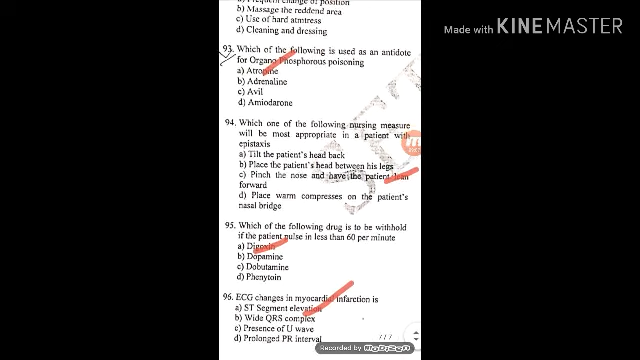 a) Frequent change of position
b) Massage the reddend area
c) Use of hard atmtress
d) Cleaning and dressing
93. Which of the following is used as an antidote
for Organo Phosphorous poisoning
a) Atropine
b) Adrenaline
c) Avil
d) Amiodarone
94. Which one of the following nursing measure
will be most appropriate in a patient with
epistaxis
a) Tilt the patient's head back
b) Place the patient's head between his legs
c) Pinch the nose and have the patient lean
forward
d) Place warm compresses on the patient's
nasal bridge
95. Which of the following drug is to be withhold
if the patient pulse in less than 60 per minute
a) Digoxin
b) Dopamine
c) Dobutamine
d) Phenytoin
96. ECG changes in myocardial infarction is
a) ST Segment elevation
b) Wide QRS complex
c) Presence of U wave
d) Prolonged PR interval
Made with KINEMASTER
Recorded by